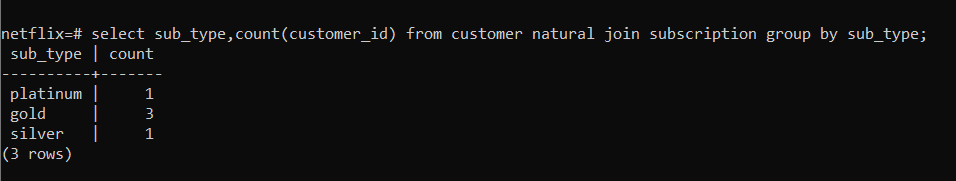 netflix=# select sub_type,count(customer_id) from customer natural join subscription group by sub_type;
 sub_type | count
----------+-------
 platinum |     1
 gold     |     3
 silver   |     1
(3 rows)